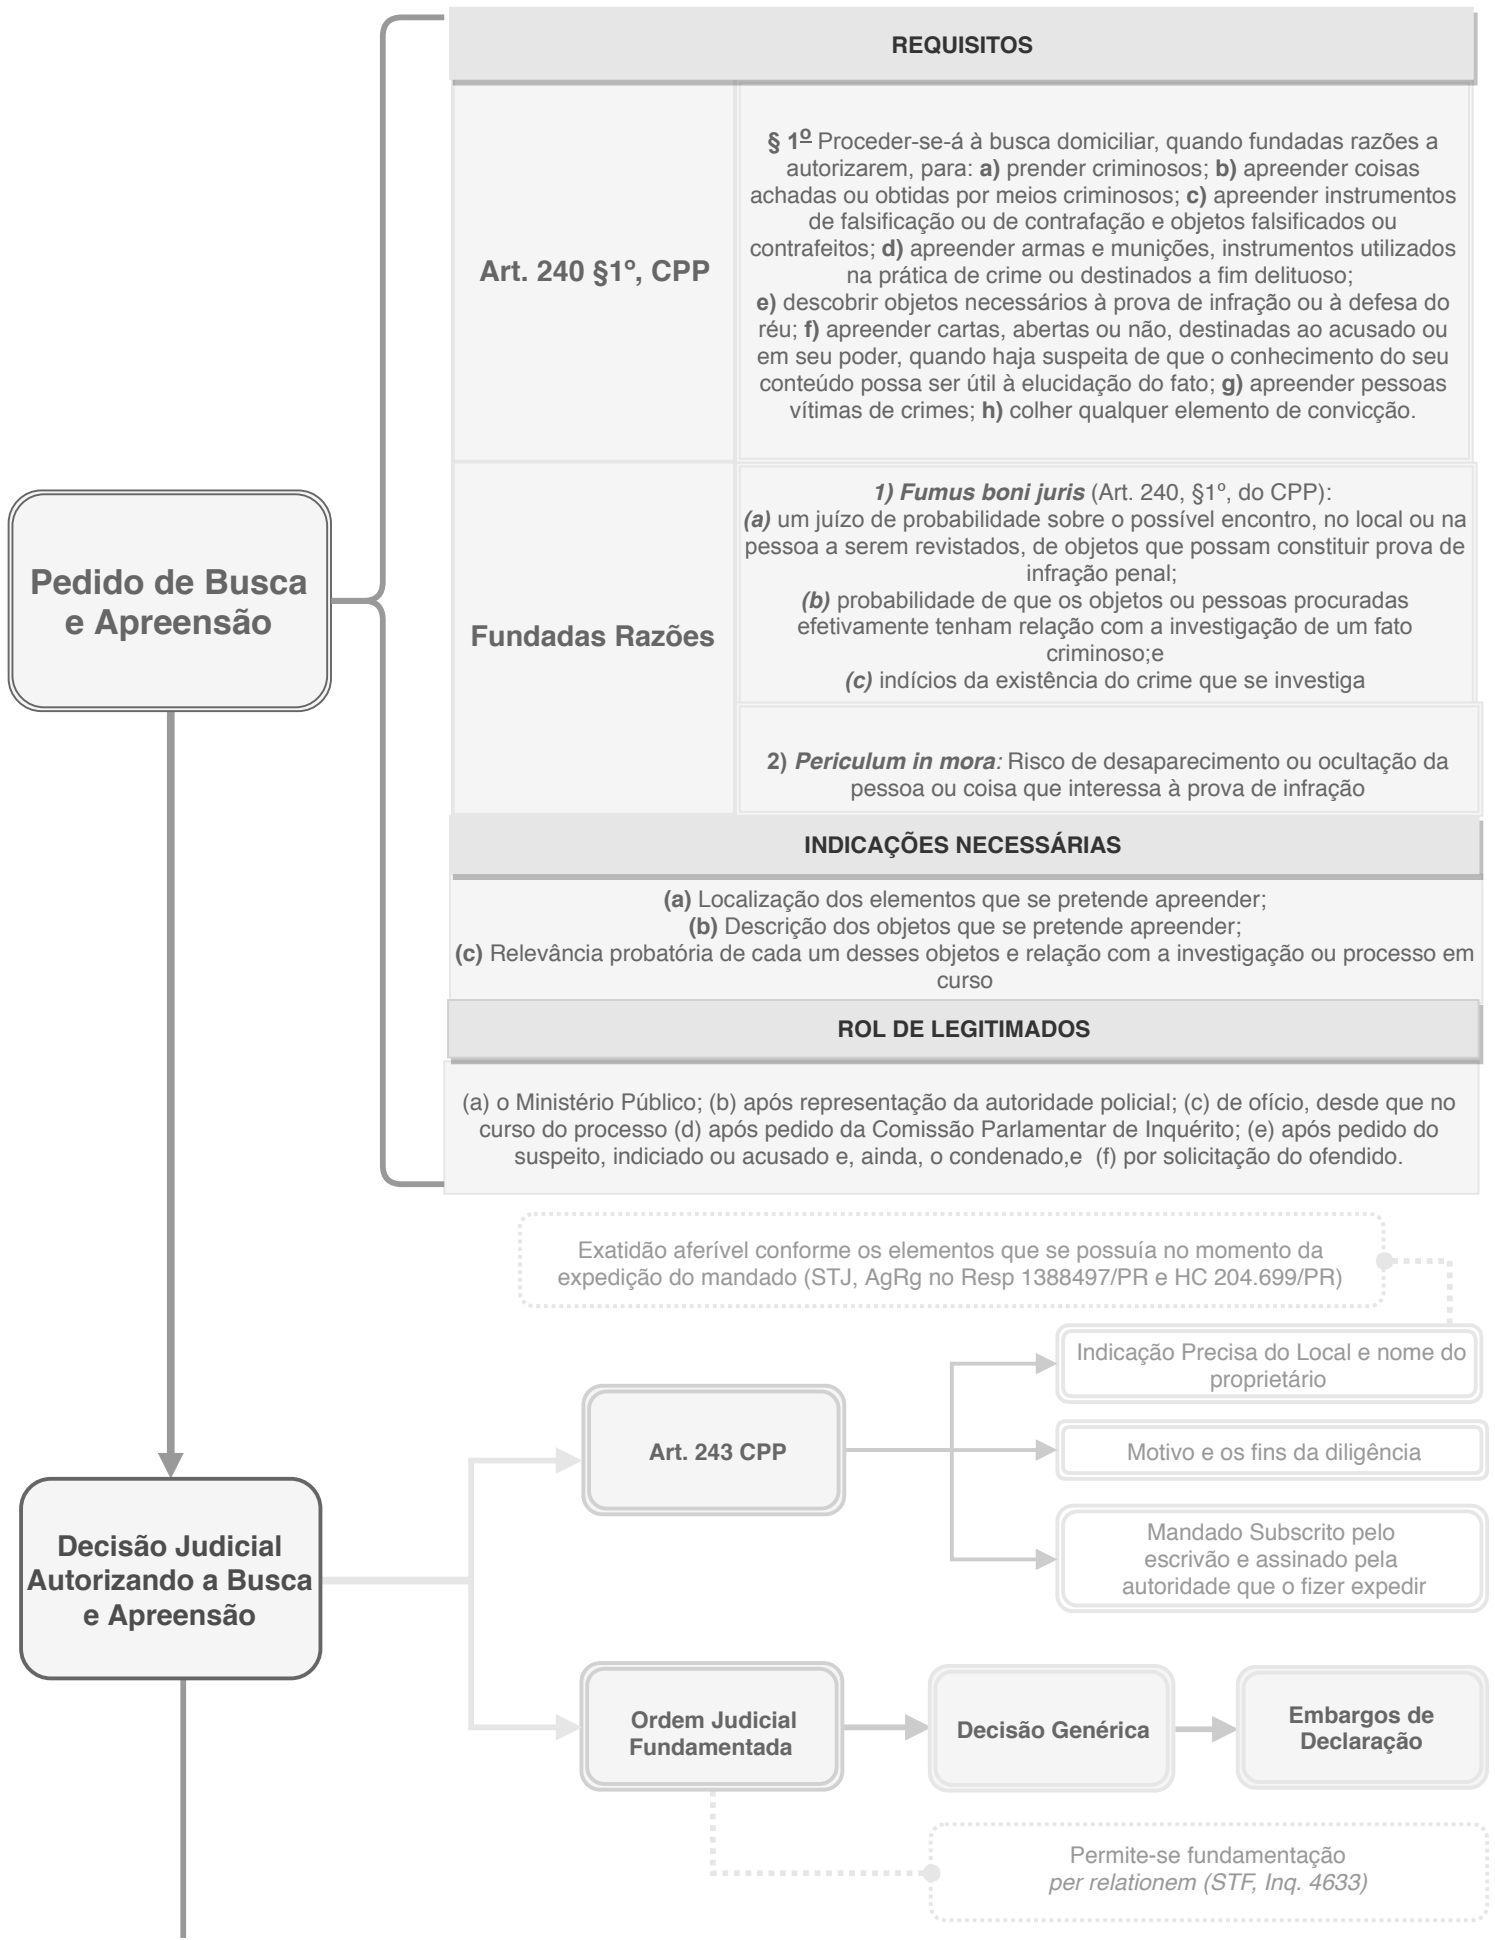 REQUISITOS
Art. 240 §1º, CPP
§ 1º Proceder-se-á à busca domiciliar, quando fundadas razões a
autorizarem, para: a) prender criminosos; b) apreender coisas
achadas ou obtidas por meios criminosos; c) apreender instrumentos
de falsificação ou de contrafação e objetos falsificados ou
contrafeitos; d) apreender armas e munições, instrumentos utilizados
na prática de crime ou destinados a fim delituoso;
e) descobrir objetos necessários à prova de infração ou à defesa do
réu; f) apreender cartas, abertas ou não, destinadas ao acusado ou
em seu poder, quando haja suspeita de que o conhecimento do seu
conteúdo possa ser útil à elucidação do fato; g) apreender pessoas
vítimas de crimes; h) colher qualquer elemento de convicção.
Pedido de Busca
e Apreensão
Fundadas Razões
1) Fumus boni juris (Art. 240, §1º, do CPP):
(a) um juízo de probabilidade sobre o possível encontro, no local ou na
pessoa a serem revistados, de objetos que possam constituir prova de
infração penal;
(b) probabilidade de que os objetos ou pessoas procuradas
efetivamente tenham relação com a investigação de um fato
criminoso;e
(c) indícios da existência do crime que se investiga
2) Periculum in mora: Risco de desaparecimento ou ocultação da
pessoa ou coisa que interessa à prova de infração
INDICAÇÕES NECESSÁRIAS
(a) Localização dos elementos que se pretende apreender;
(b) Descrição dos objetos que se pretende apreender;
(c) Relevância probatória de cada um desses objetos e relação com a investigação ou processo em
curso
ROL DE LEGITIMADOS
(a) o Ministério Público; (b) após representação da autoridade policial; (c) de ofício, desde que no
curso do processo (d) após pedido da Comissão Parlamentar de Inquérito; (e) após pedido do
suspeito, indiciado ou acusado e, ainda, o condenado,e (f) por solicitação do ofendido.
Exatidão aferível conforme os elementos que se possuía no momento da
expedição do mandado (STJ, AgRg no Resp 1388497/PR e HC 204.699/PR)
Indicação Precisa do Local e nome do
proprietário
Art. 243 CPP
Motivo e os fins da diligência
Mandado Subscrito pelo
escrivão e assinado pela
autoridade que o fizer expedir
Decisão Judicial
Autorizando a Busca
e Apreensão
Ordem Judicial
Fundamentada
Decisão Genérica
Embargos de
Declaração
Permite-se fundamentação
per relationem (STF, Inq. 4633)